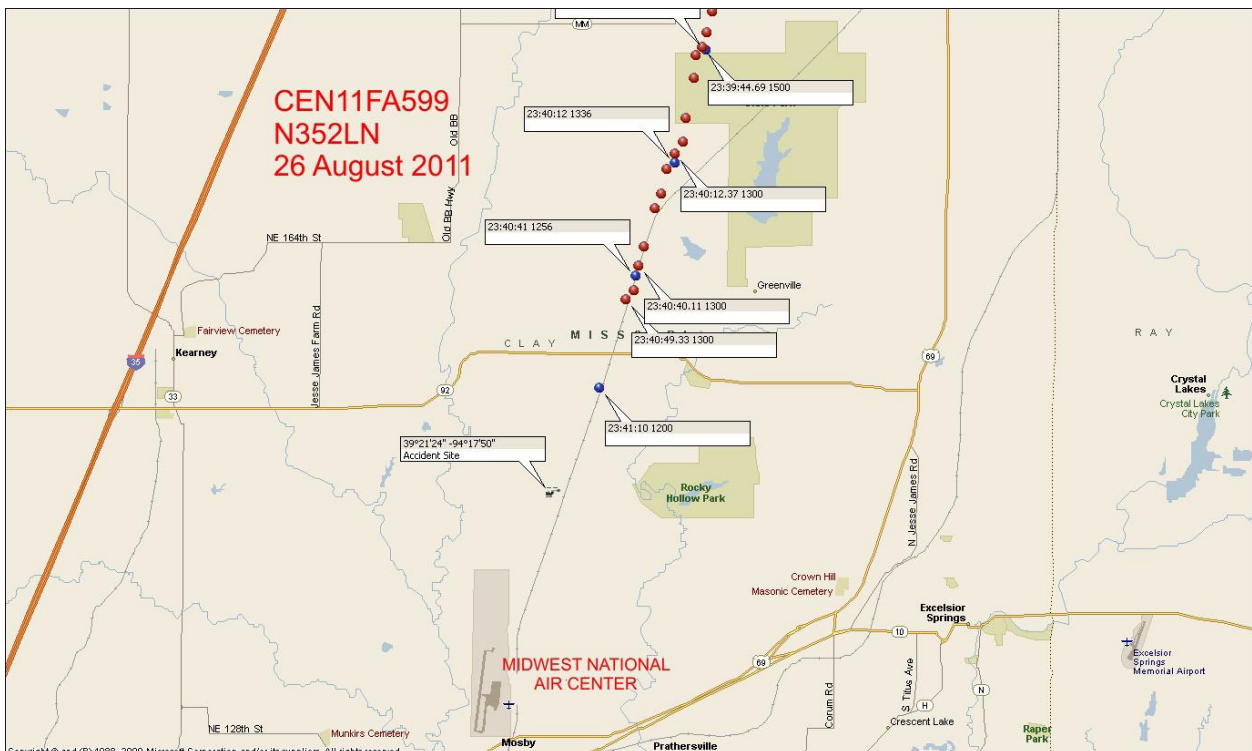 MM
CEN11FA599
N352LN
26 August 2011
Old BB
23:39:44.69 1500
23:40:12 1336
23:40:12.37 1300
Old BB Hwy
NE 164th St
23:40:41 1256
Greenville
23:40:40.11 1300
Fairview Cemetery
Jesse James Farm Rd
CLAY
RAY
23:40:49.33 1300
35
Kearney
69
33
92
Crystal
Lakes
Crystal Lakes
City Park
23:41:10 1200
39°21'24" -94°17'50"
Accident Site
Rocky
Hollow Park
N Jesse James Rd
Crown Hill
Masonic Cemetery
Excelsior
Springs
10
69
MIDWEST NATIONAL
AIR CENTER
Excelsior
Springs
Memorial Airport
Corum Rd
S Titus Ave
N
H
Crescent Lake
NE 128th St
Munkirs Cemetery
Mosby
Prathersville
Raper
Park